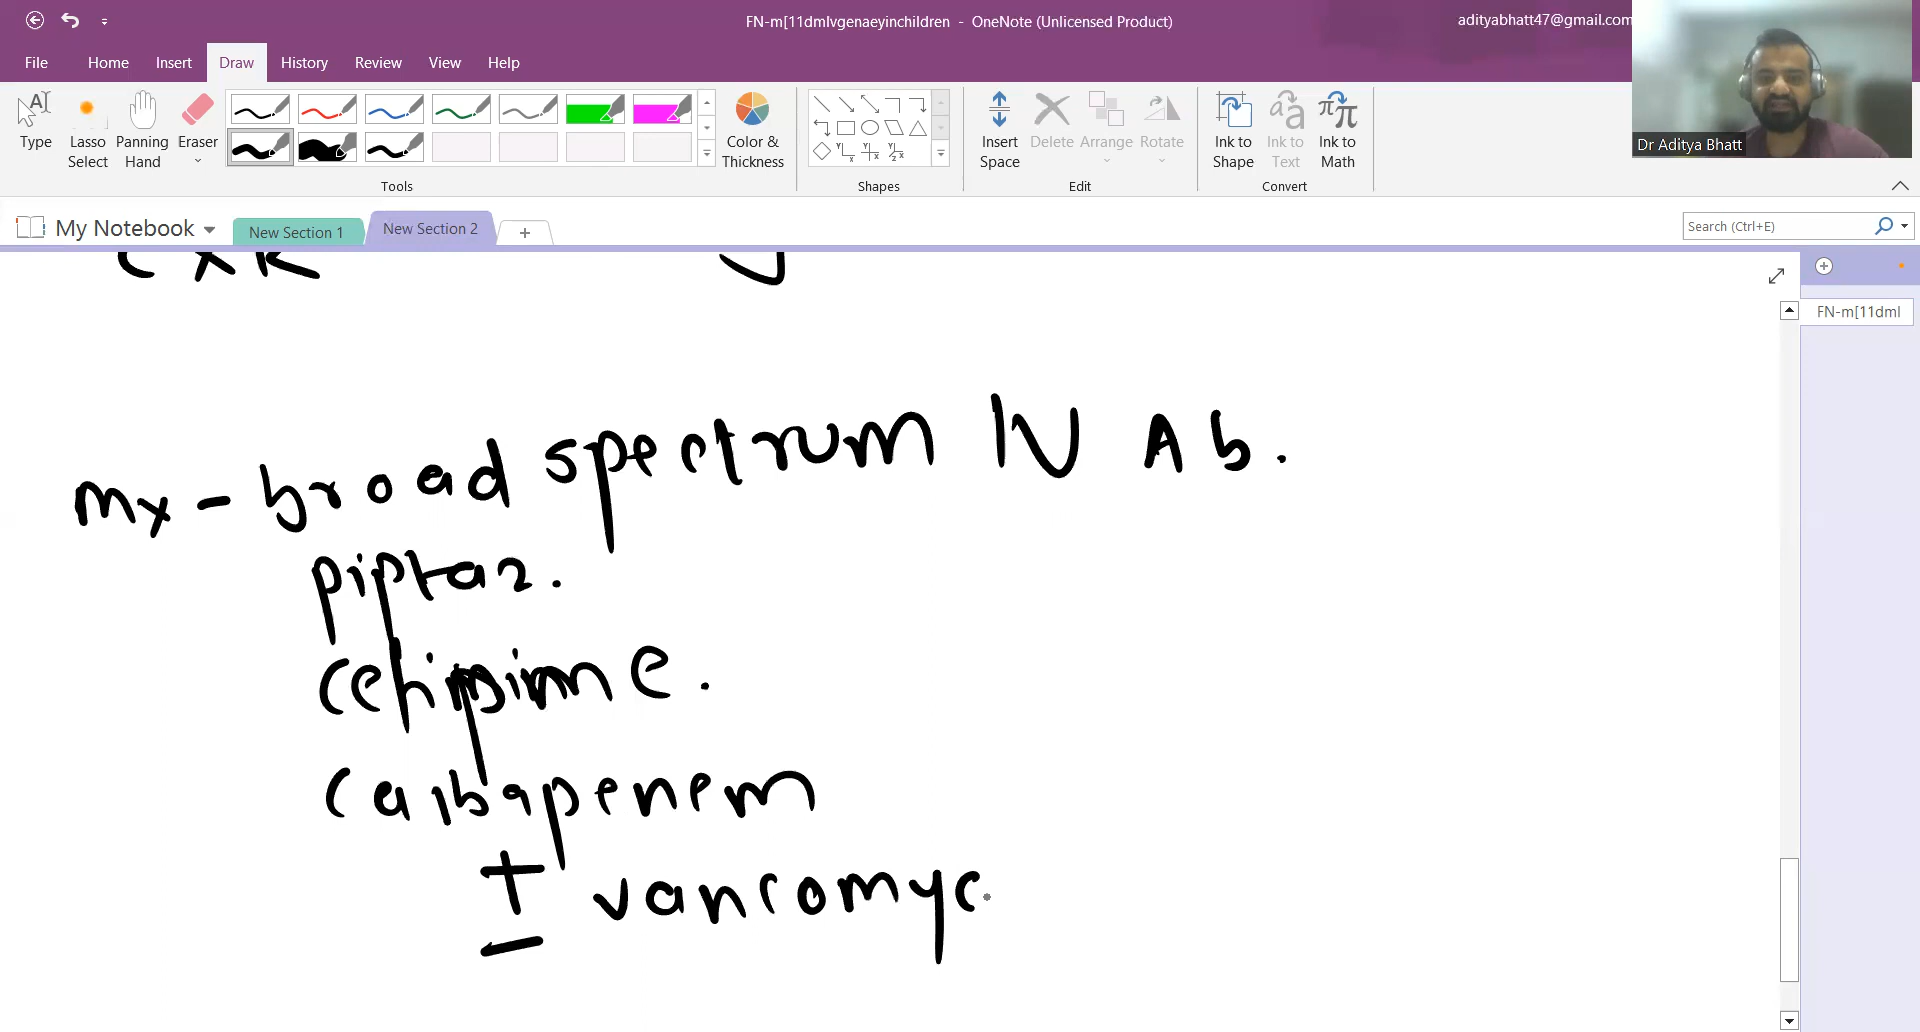 FN-m[11dmlvgenaeyinchildren - OneNote (Unlicensed Product)
adityabhatt47@gmail.com
File Home Insert Draw History Review View Help
Type
Lasso Select
Panning Hand
Eraser
Color & Thickness
Insert Space
Delete
Arrange
Rotate
Ink to Shape
Ink to Text
Ink to Math
Dr Aditya Bhatt
Tools Shapes Edit Convert
My Notebook New Section 1 New Section 2 +
Search (Ctrl+E)
FN-m[11dml
CXR
Mx - broad spectrum IV Ab.
piptaz.
carbapenem
± vancomyc